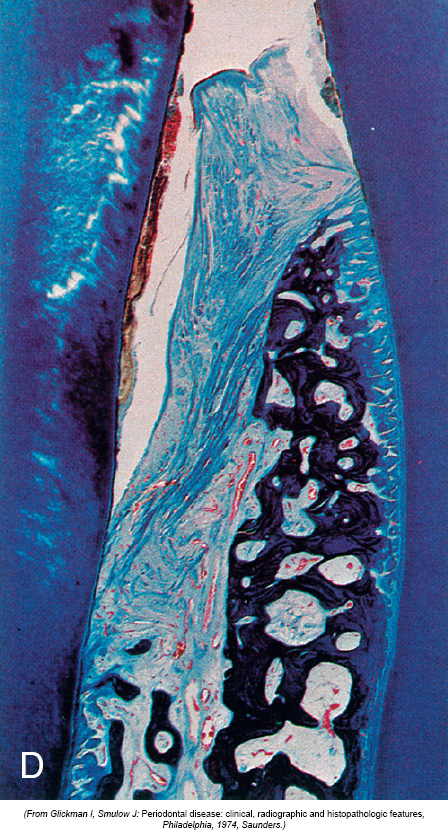 D
(From Glickman I, Smulow J: Periodontal disease: clinical, radiographic and histopathologic features,
Philadelphia, 1974, Saunders.)